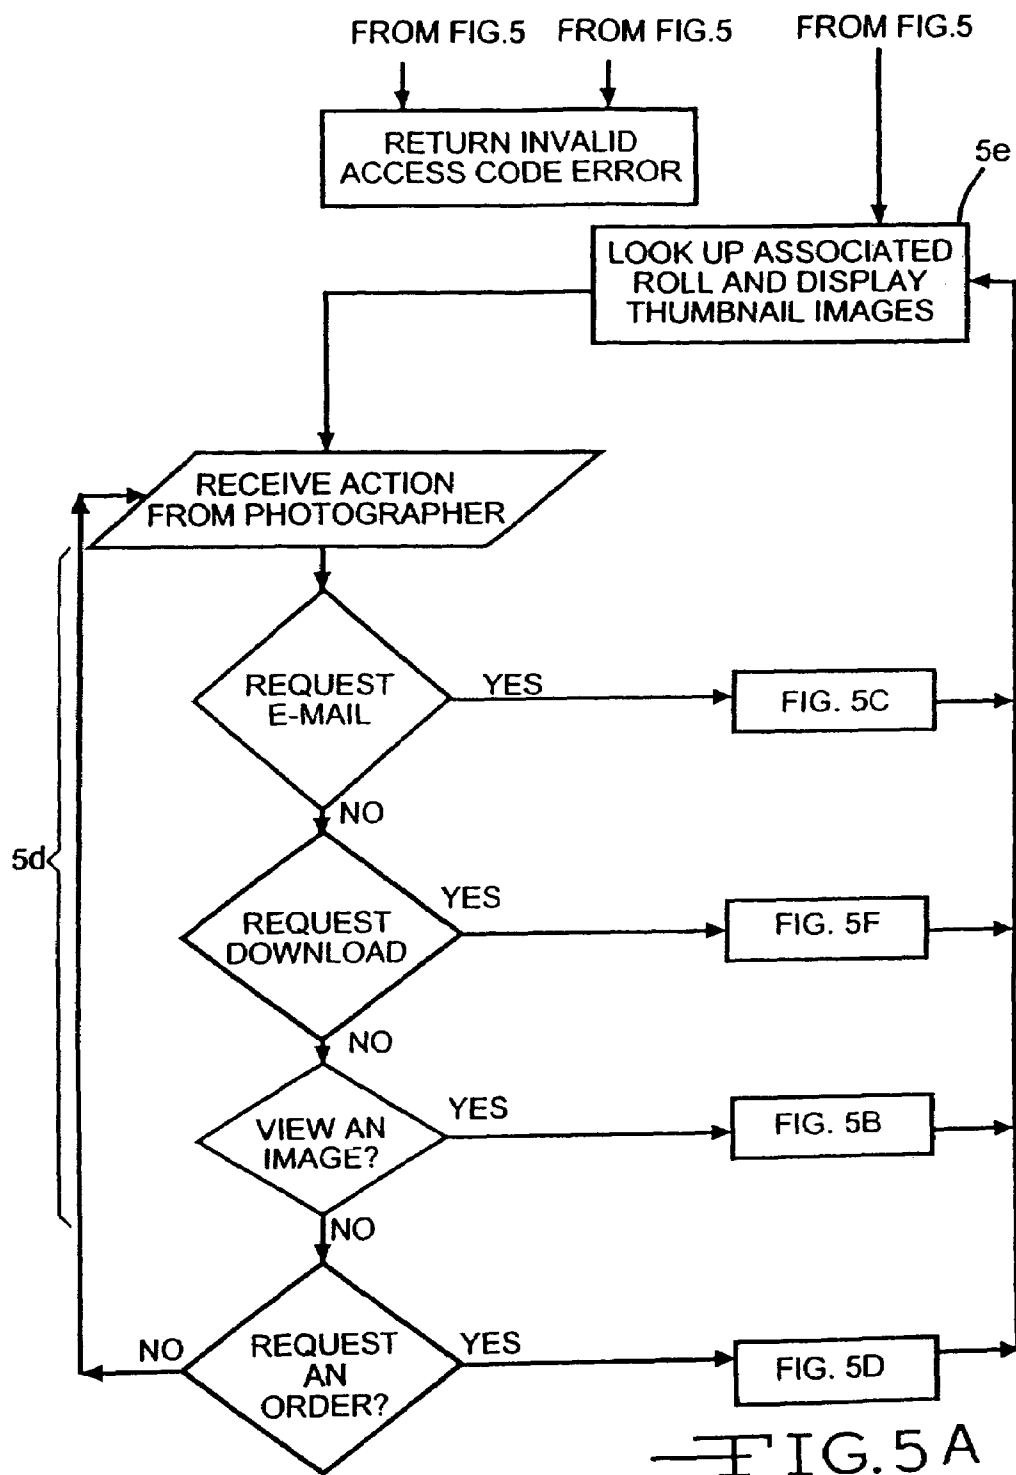 FROM FIG.5 FROM FIG.5 FROM FIG.5
RETURN INVALID
ACCESS CODE ERROR
5e
LOOK UP ASSOCIATED
ROLL AND DISPLAY
THUMBNAIL IMAGES
RECEIVE ACTION
FROM PHOTOGRAPHER
REQUEST
E-MAIL
YES
FIG. 5C
NO
5d
REQUEST
DOWNLOAD
YES
FIG. 5F
NO
VIEW AN
IMAGE?
YES
FIG. 5B
NO
REQUEST
AN
ORDER?
NO
YES
FIG. 5D
FIG.5A